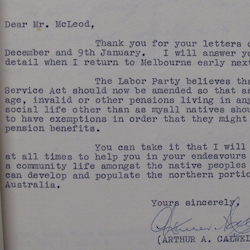 Dear Mr. McLeod,
Thank you for your letters o
December and 9th January. I will answer yo
detail when I return to Melbourne early next
The Labor Party believes tha
Service Act should now be amended so that a
age, invalid or other pensions living in any
social life other than as myall natives sho
to have exemptions in order that they might
pension benefits.
You can take it that I will
at all times to help you in your endeavours
a community life amongst the native peoples
can develop and populate the northern portio
Australia.
Yours sincerely,
(ARTHUR A. CALWEL